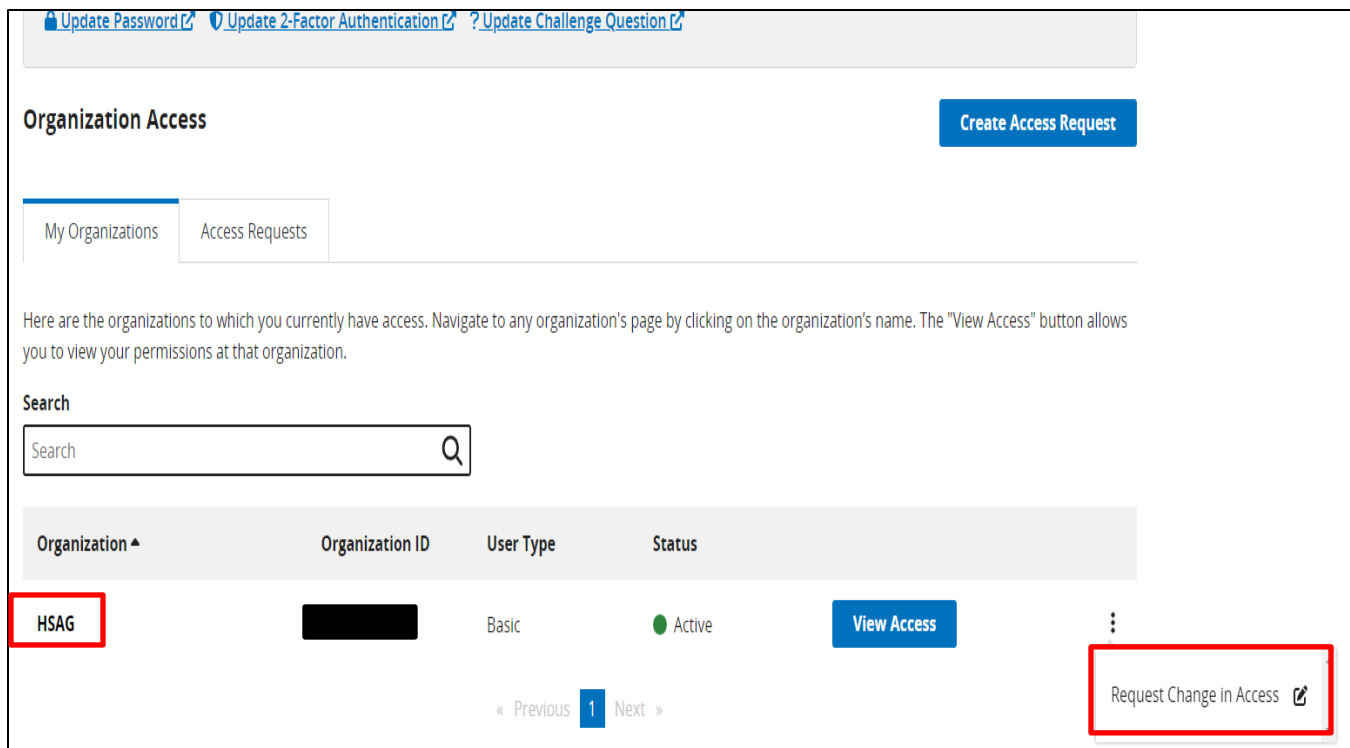 Update Password Update 2-Factor Authentication ? Update Challenge Question
Organization Access
Create Access Request
My Organizations Access Requests
Here are the organizations to which you currently have access. Navigate to any organization's page by clicking on the organization's name. The "View Access" button allows
you to view your permissions at that organization.
Search
Search
Organization Organization ID User Type Status
HSAG Basic Active View Access
Request Change in Access
« Previous 1 Next »